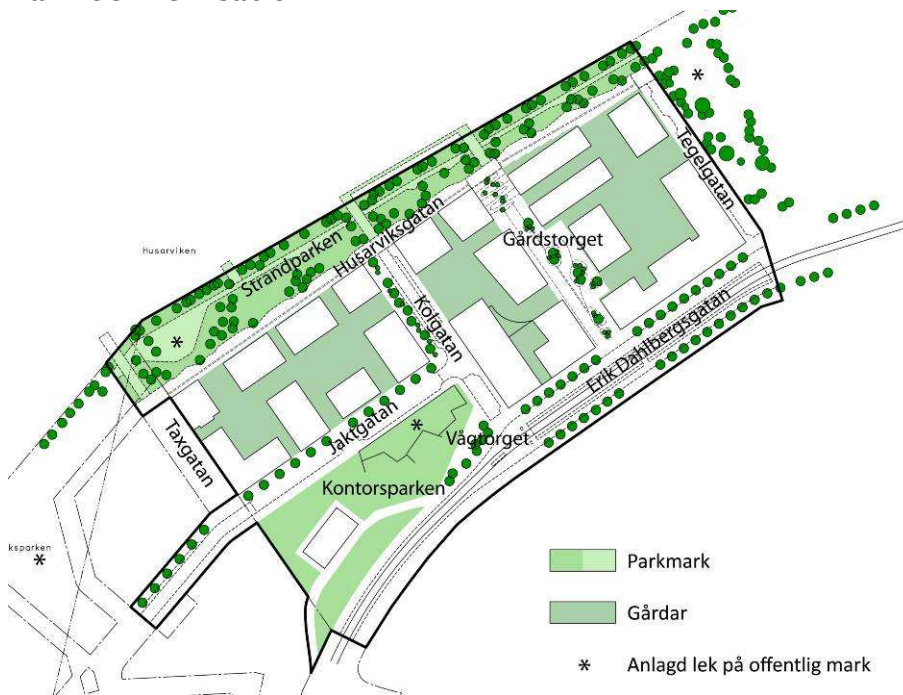 Tegelgatan
Gårdstorget
Husarviken
Strandparken
Husarviksgatan
Kolgatan
Erik Dahlbergsgatan
Jaktgatan
Vågtorget
Taxgatan
Kontorsparken
ksparken
Parkmark
Gårdar
* Anlagd lek på offentlig mark